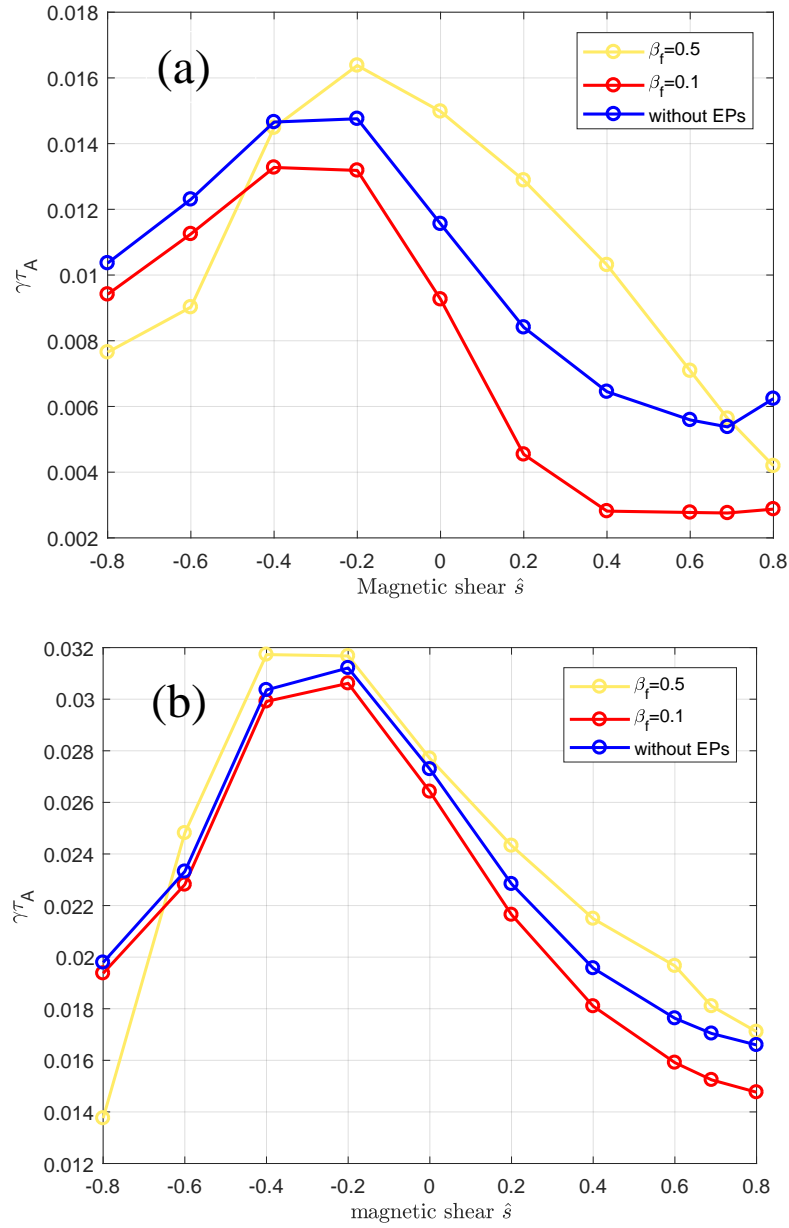 0.018
(a)
β_f=0.5
β_f=0.1
without EPs
0.016
0.014
0.012
0.01
0.008
0.006
0.004
0.002
γτ_A
-0.8 -0.6 -0.4 -0.2 0 0.2 0.4 0.6 0.8
Magnetic shear ŝ
0.032
(b)
β_f=0.5
β_f=0.1
without EPs
0.03
0.028
0.026
0.024
0.022
0.02
0.018
0.016
0.014
0.012
γτ_A
-0.8 -0.6 -0.4 -0.2 0 0.2 0.4 0.6 0.8
magnetic shear ŝ